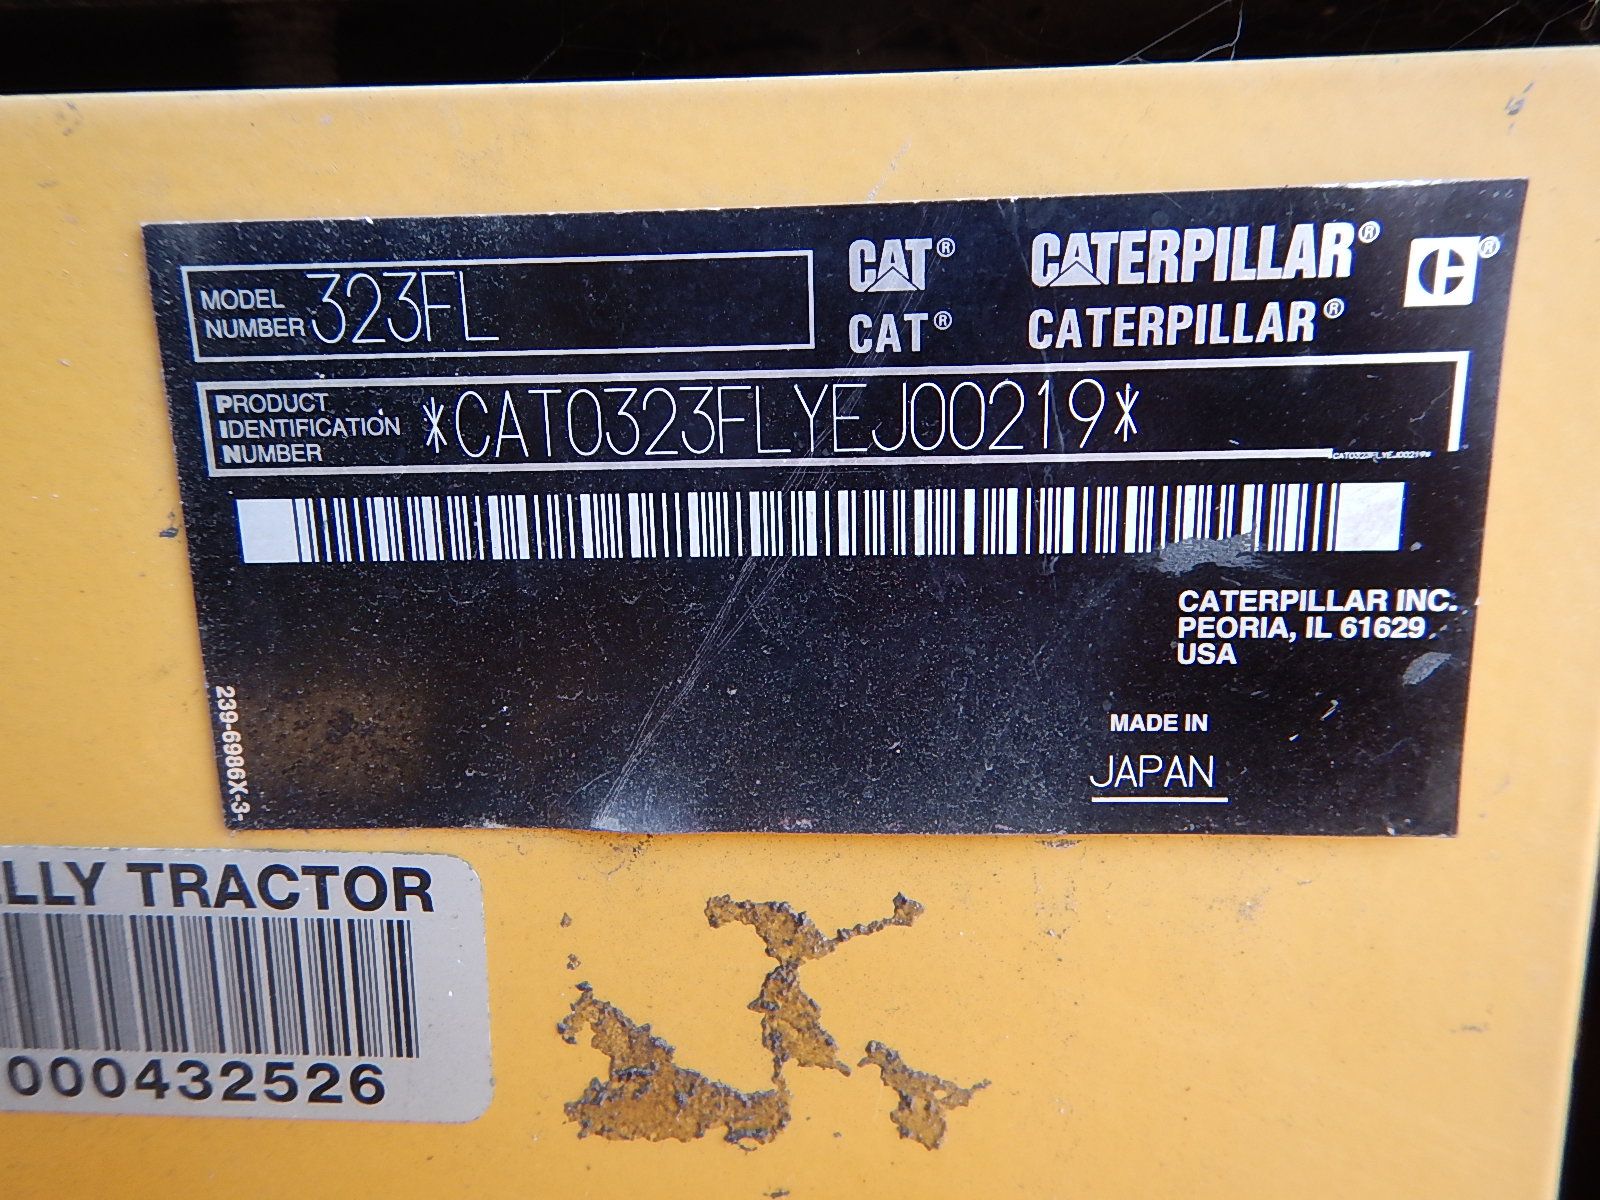 MODEL
NUMBER 323FL
CAT® CATERPILLAR® ®
CAT® CATERPILLAR®
PRODUCT
IDENTIFICATION
NUMBER
*CAT0323FLYEJ00219*
*CAT0323FLYEJ00219*
CATERPILLAR INC.
PEORIA, IL 61629
USA
MADE IN
JAPAN
239-6986X-3-
LLY TRACTOR
000432526